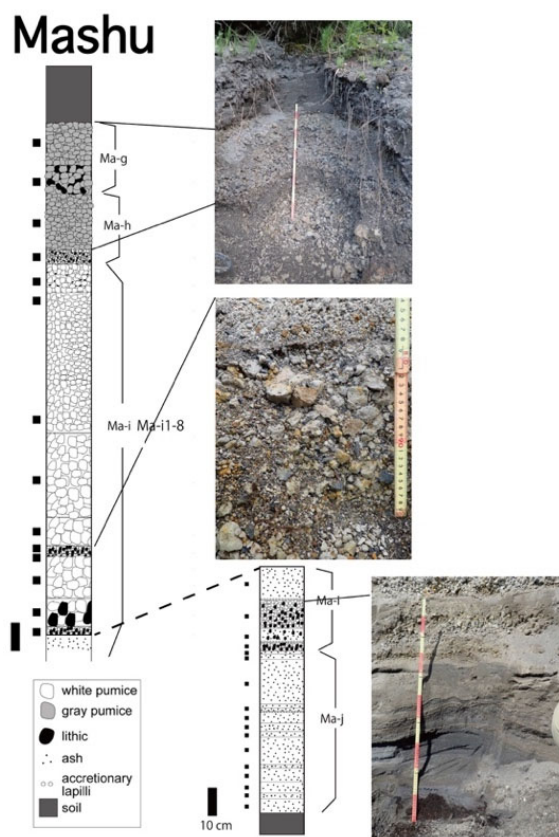 Mashu
Ma-g
Ma-h
Ma-i Ma-i1-8
Ma-i
Ma-j
white pumice
gray pumice
lithic
ash
accretionary
lapilli
soil
10 cm